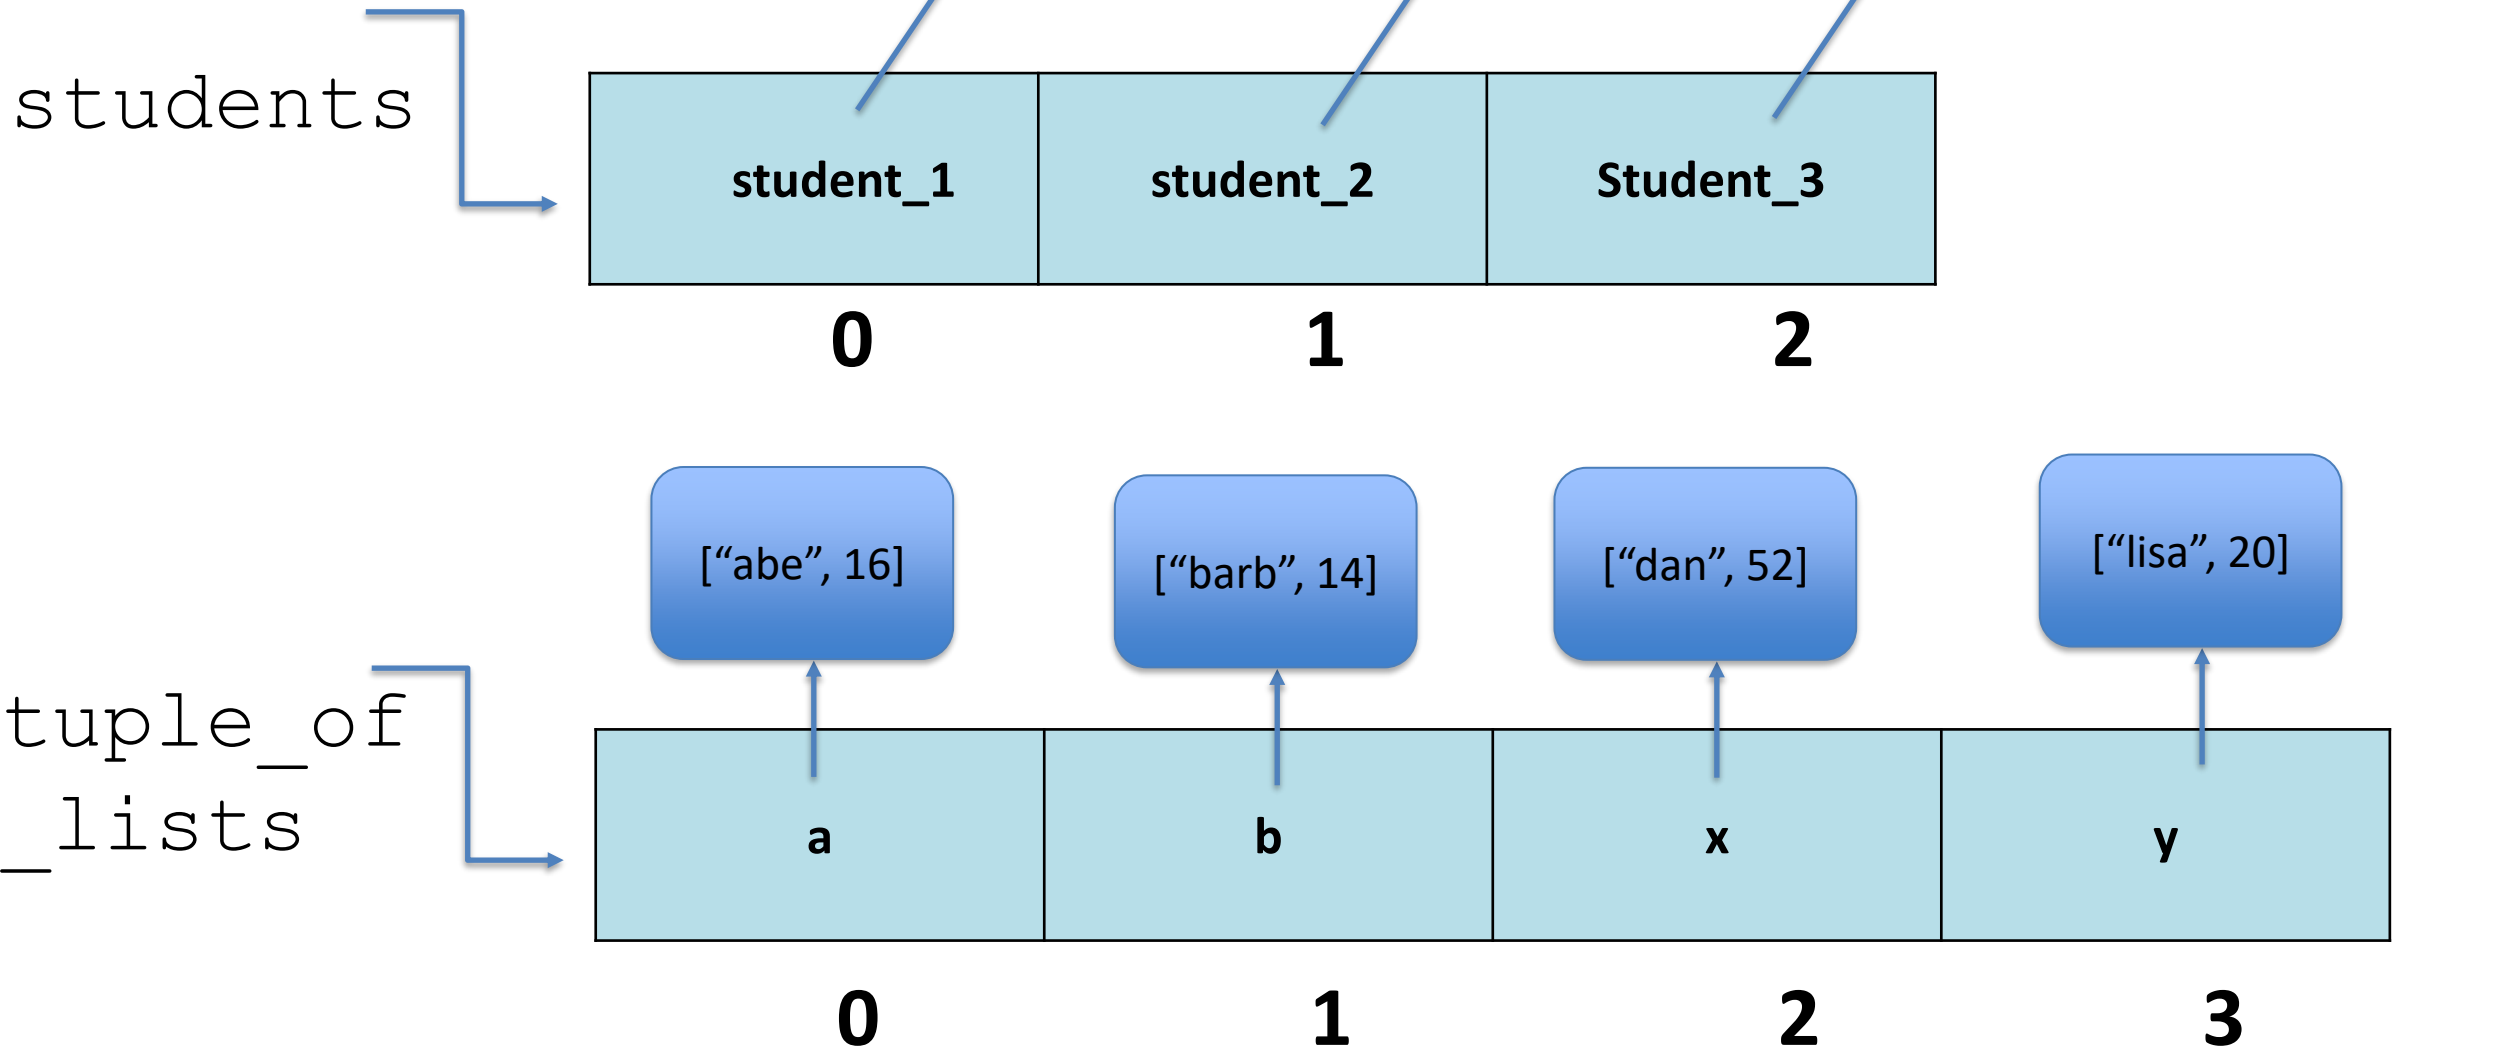 students
student_1 student_2 Student_3
0 1 2
[“abe”, 16] [“barb”, 14] [“dan”, 52] [“lisa”, 20]
tuple_of
_lists
a b x y
0 1 2 3